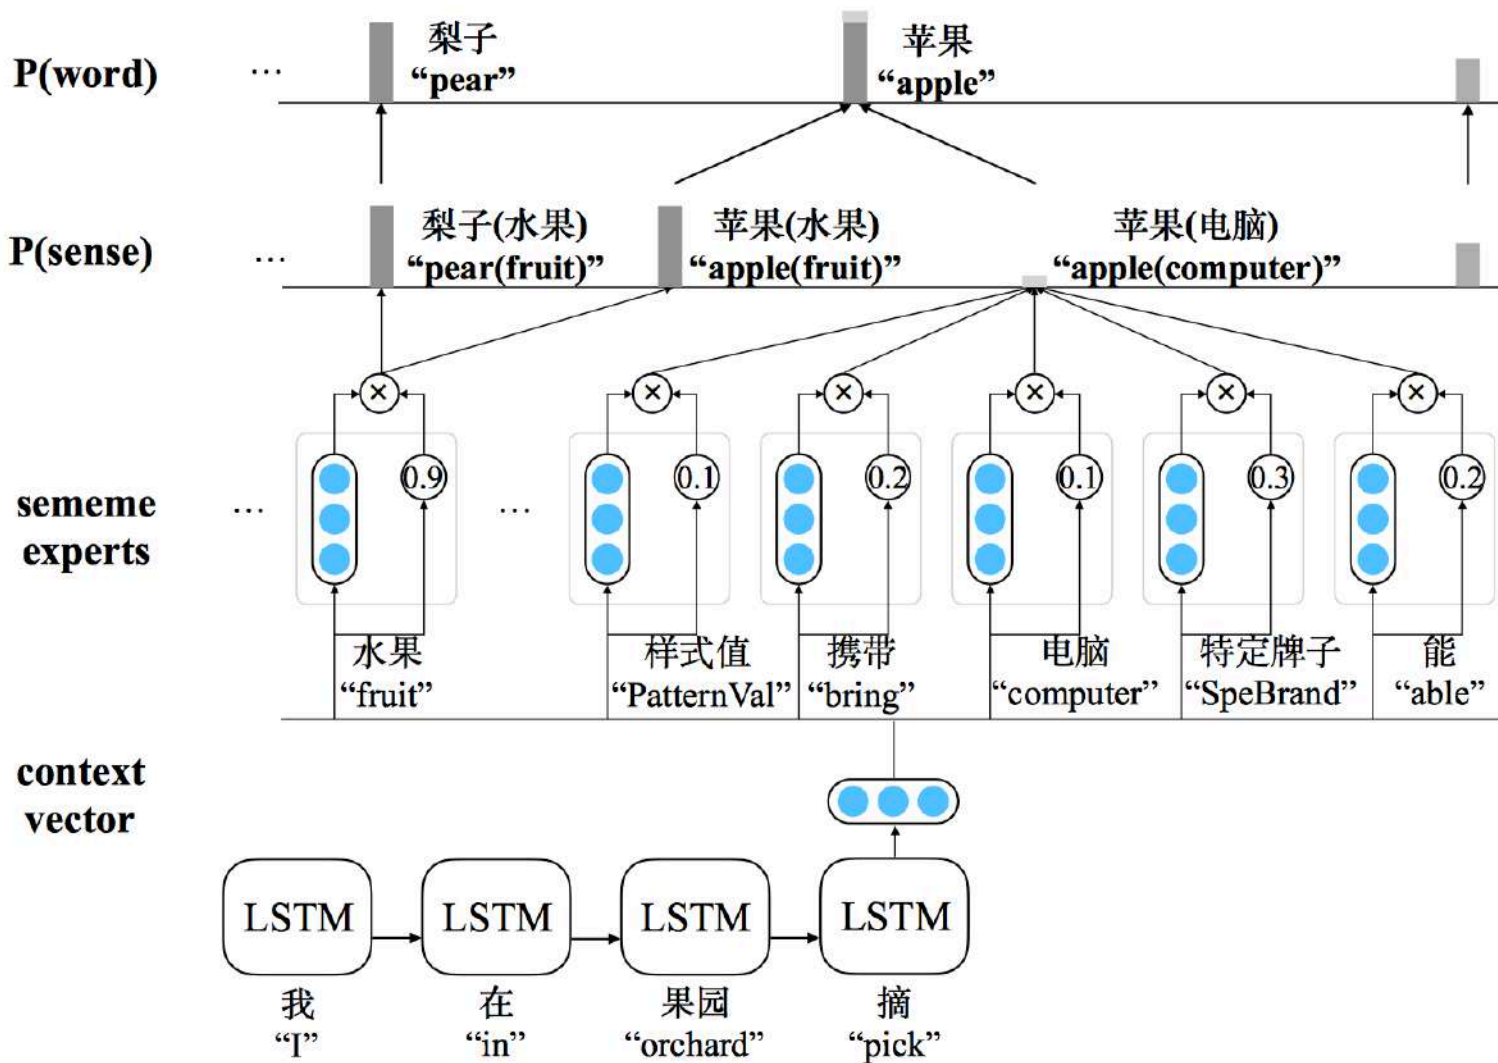 P(word)
…
梨子
“pear”
苹果
“apple”
P(sense)
…
梨子(水果)
“pear(fruit)”
苹果(水果)
“apple(fruit)”
苹果(电脑)
“apple(computer)”
×
×
×
×
×
×
sememe
experts
…
0.9
…
0.1
0.2
0.1
0.3
0.2
水果
“fruit”
样式值
“PatternVal”
携带
“bring”
电脑
“computer”
特定牌子
“SpeBrand”
能
“able”
context
vector
LSTM
LSTM
LSTM
LSTM
我
“I”
在
“in”
果园
“orchard”
摘
“pick”